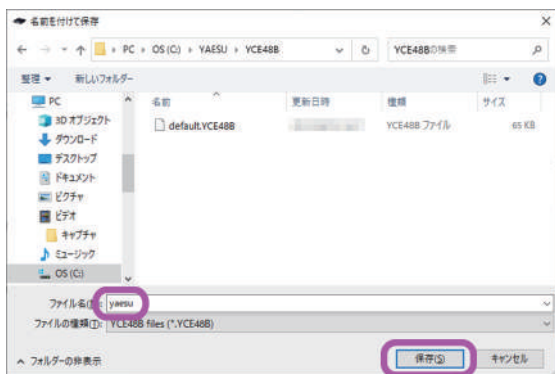 名前を付けて保存
PC › OS (C:) › YAESU › YCE48B
YCE48Bの検索
整理 新しいフォルダー
名前 更新日時 種類 サイズ
default.YCE48B YCE48B ファイル 65 KB
PC
3D オブジェクト
ダウンロード
デスクトップ
ドキュメント
ピクチャ
ビデオ
キャプチャ
ミュージック
OS (C:)
ファイル名(N): yaesu
ファイルの種類(T): YCE48B files (*.YCE48B)
フォルダーの非表示 保存(S) キャンセル